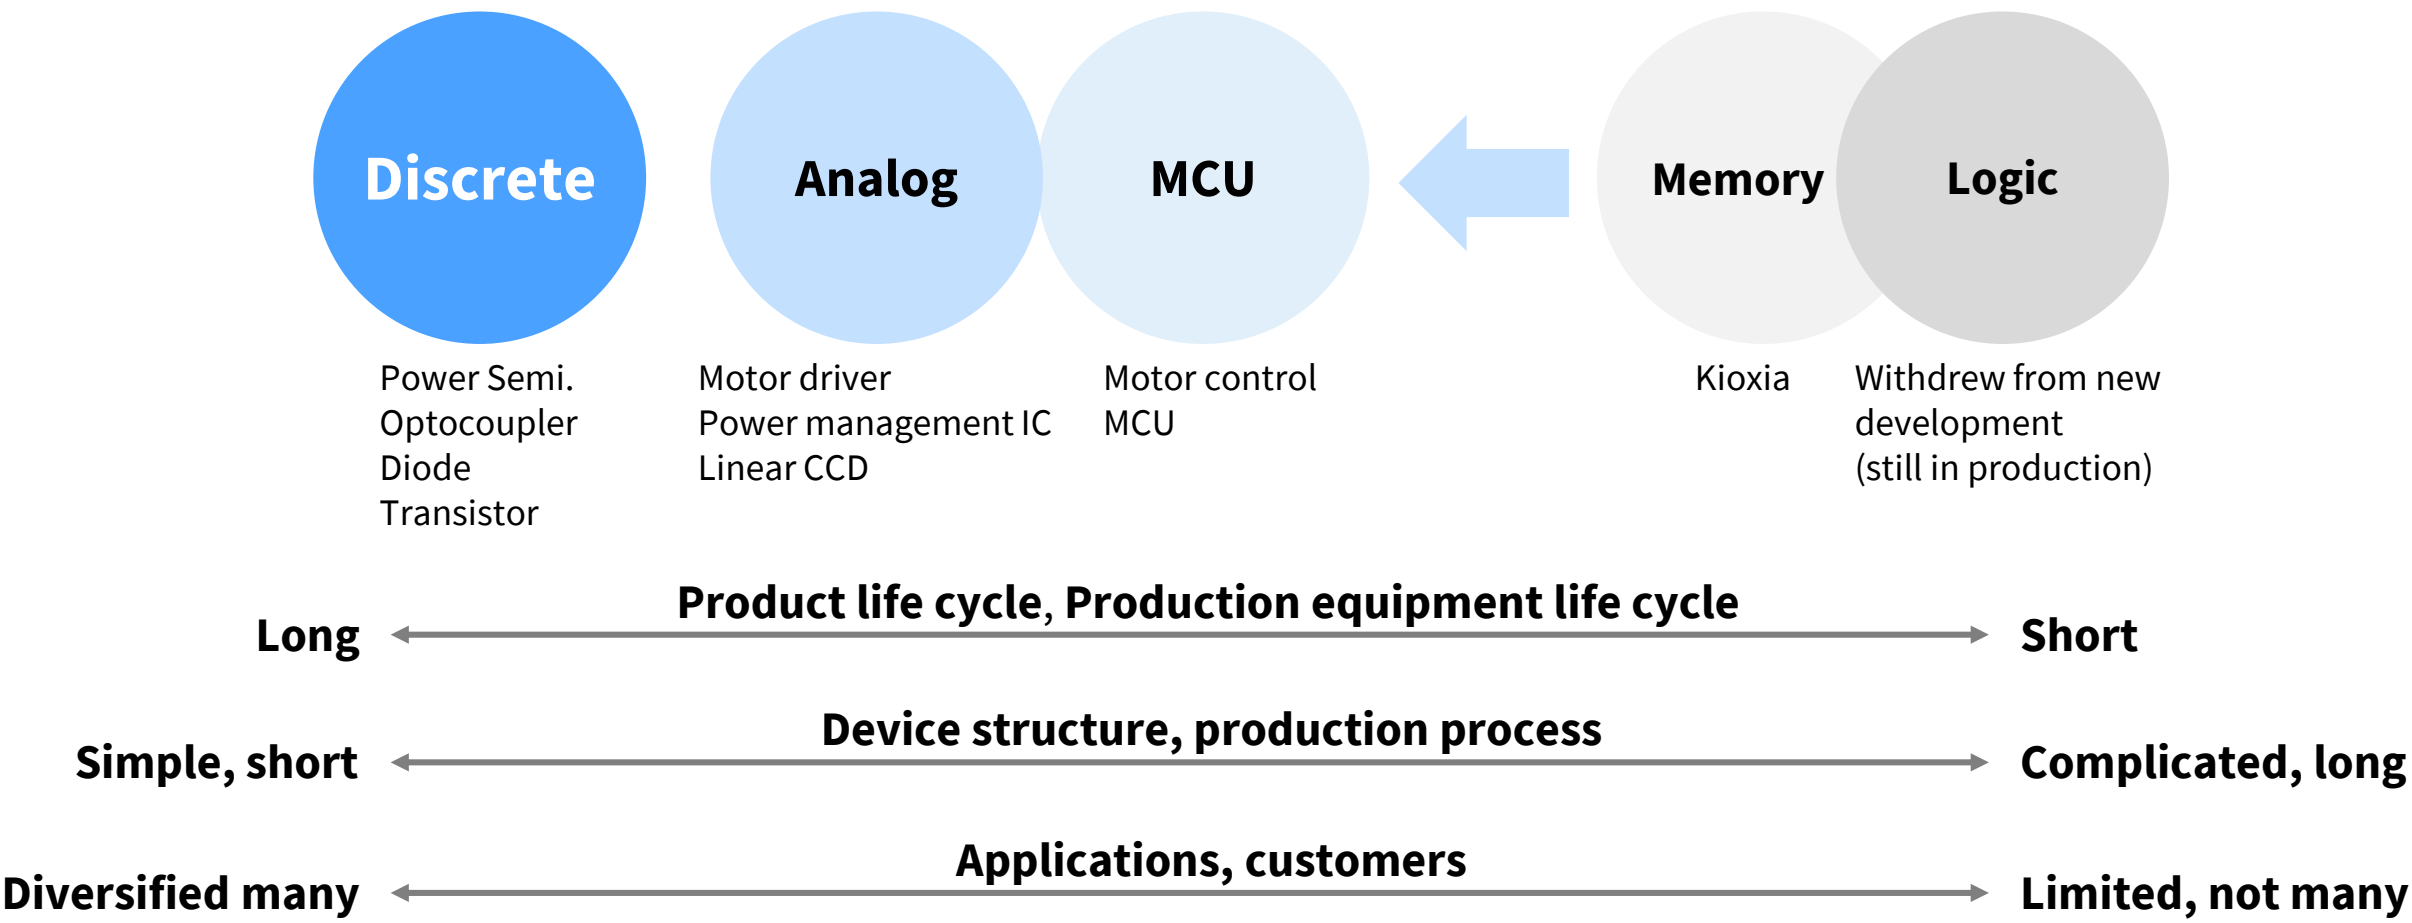 Discrete
Analog
MCU
Memory
Logic
Power Semi.
Optocoupler
Diode
Transistor
Motor driver
Power management IC
Linear CCD
Motor control
MCU
Kioxia
Withdrew from new
development
(still in production)
Product life cycle, Production equipment life cycle
Long
Short
Device structure, production process
Simple, short
Complicated, long
Applications, customers
Diversified many
Limited, not many